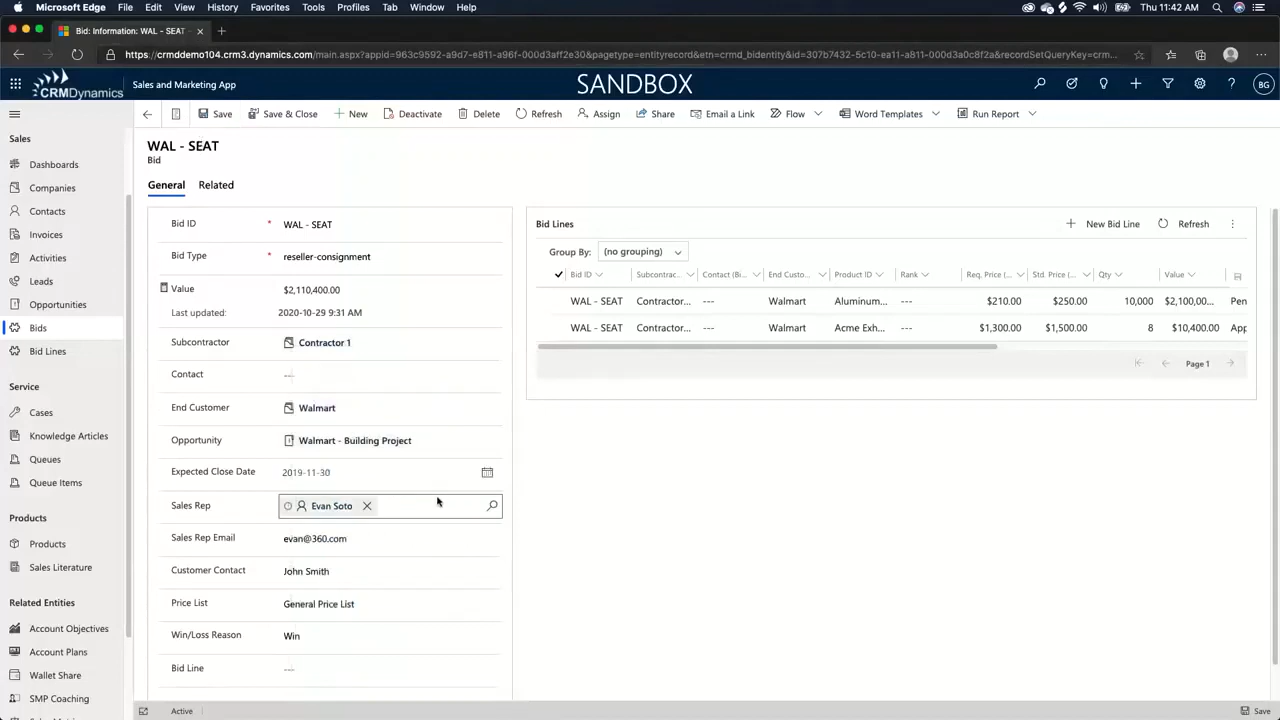 Microsoft Edge File Edit View History Favorites Tools Profiles Tab Window Help Thu 11:42 AM
Bid: Information: WAL - SEAT -
https://crmddemo104.crm3.dynamics.com/main.aspx?appid=963c9592-a9d7-e811-a96f-000d3aff2e30&pagetype=entityrecord&etn=crmd_bidentity&id=307b7432-5c10-ea11-a811-000d3a0c8f2a&recordSetQueryKey=crm...
CRMDynamics Sales and Marketing App SANDBOX BG
Save Save & Close New Deactivate Delete Refresh Assign Share Email a Link Flow Word Templates Run Report
Sales
Dashboards
Companies
Contacts
Invoices
Activities
Leads
Opportunities
Bids
Bid Lines
Service
Cases
Knowledge Articles
Queues
Queue Items
Products
Products
Sales Literature
Related Entities
Account Objectives
Account Plans
Wallet Share
SMP Coaching
WAL - SEAT
Bid
General Related
Bid ID * WAL - SEAT
Bid Type * reseller-consignment
Value $2,110,400.00
Last updated: 2020-10-29 9:31 AM
Subcontractor Contractor 1
Contact ---
End Customer Walmart
Opportunity Walmart - Building Project
Expected Close Date 2019-11-30
Sales Rep Evan Soto
Sales Rep Email evan@360.com
Customer Contact John Smith
Price List General Price List
Win/Loss Reason Win
Bid Line ---
Bid Lines New Bid Line Refresh
Group By: (no grouping)
Bid ID Subcontrac... Contact (Bi... End Custo... Product ID Rank Req. Price (... Std. Price (... Qty Value
WAL - SEAT Contractor... --- Walmart Aluminum... --- $210.00 $250.00 10,000 $2,100,00... Pen
WAL - SEAT Contractor... --- Walmart Acme Exh... --- $1,300.00 $1,500.00 8 $10,400.00 App
Page 1
Active Save